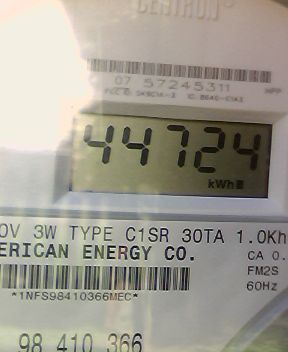 CENTRON
07 57245311
44724
kWh
0V 3W TYPE C1SR 30TA 1.0Kh
ERICAN ENERGY CO.
CA 0.
FM2S
60Hz
*1NFS98410366MEC*
98 410 366